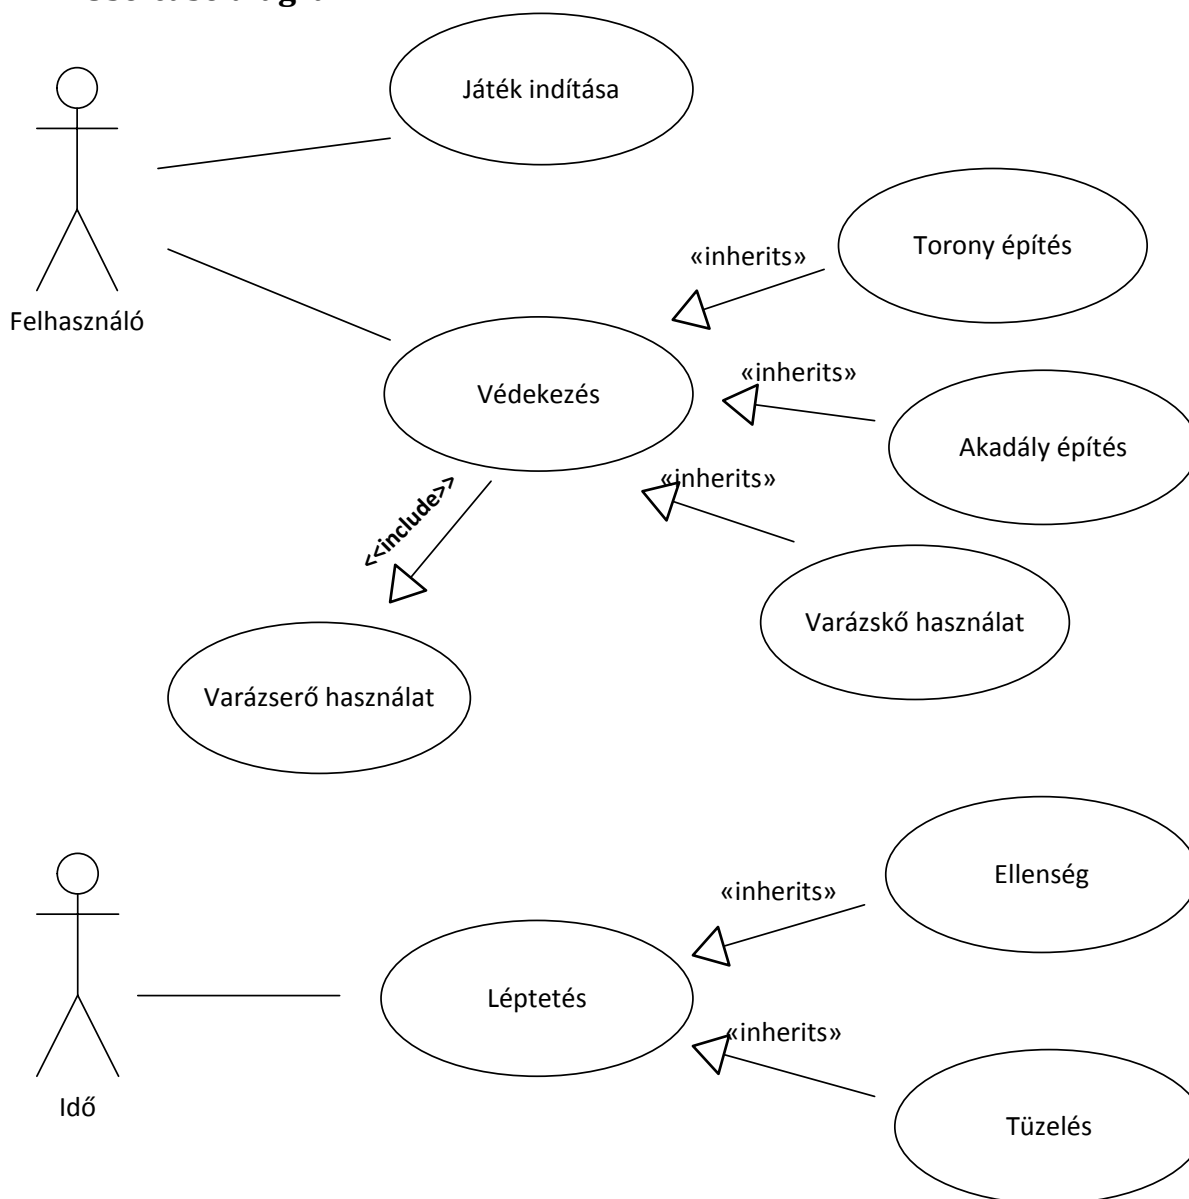 Játék indítása
Torony építés
«inherits»
Felhasználó
«inherits»
Védekezés
Akadály építés
«inherits»
<<include>>
Varázskő használat
Varázserő használat
Ellenség
«inherits»
Léptetés
«inherits»
Idő
Tüzelés